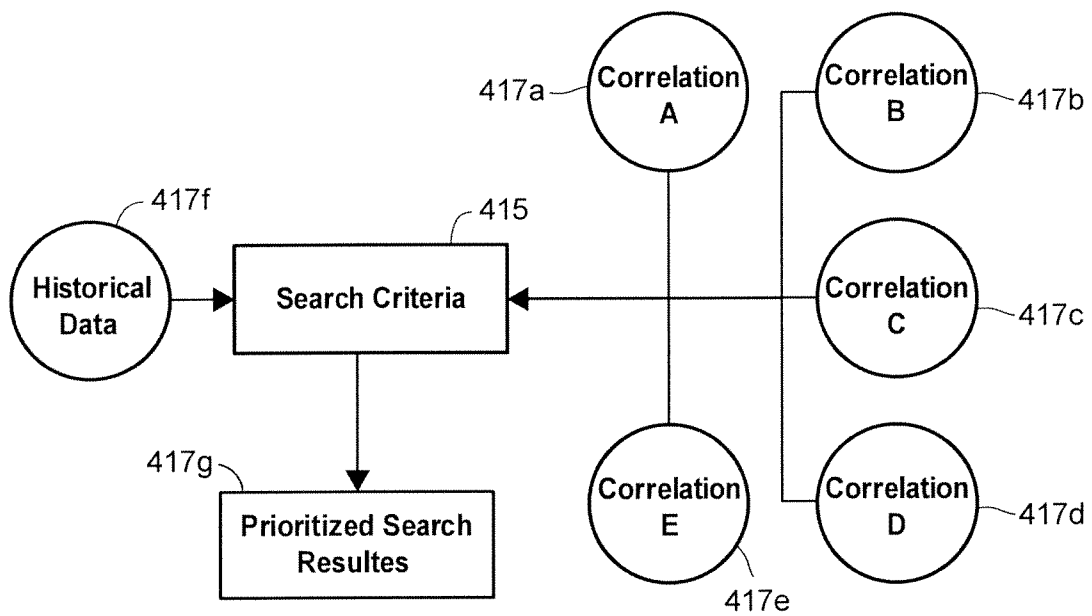 417a
Correlation
A
Correlation
B
417b
417f
Historical
Data
415
Search Criteria
Correlation
C
417c
417g
Prioritized Search
Resultes
Correlation
E
417e
Correlation
D
417d